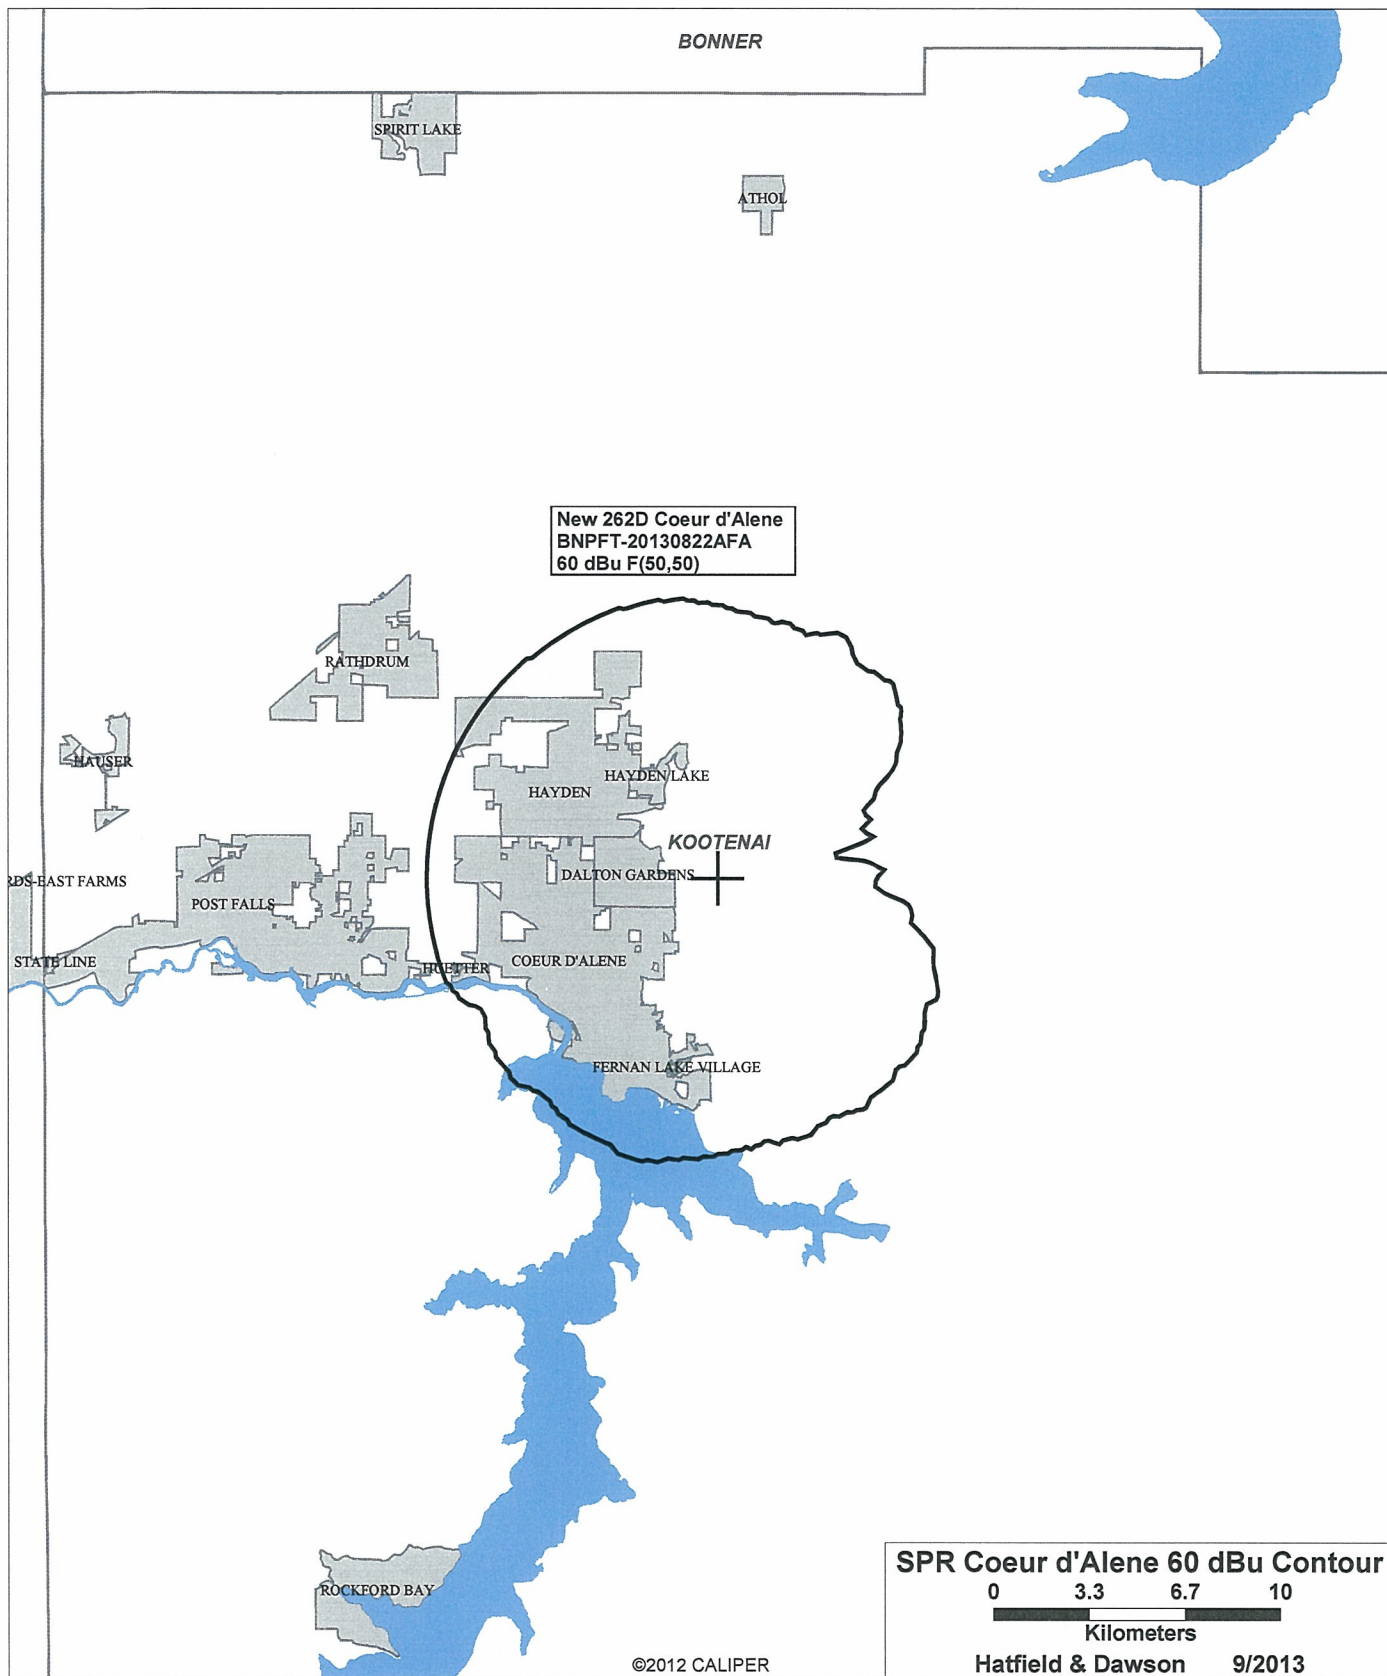 BONNER
SPIRIT LAKE
ATHOL
New 262D Coeur d'Alene
BNPFT-20130822AFA
60 dBu F(50,50)
RATHDRUM
HAUSER
HAYDEN LAKE
HAYDEN
KOOTENAI
RDS-EAST FARMS
DALTON GARDENS
POST FALLS
STATE LINE
HUETTER
COEUR D'ALENE
FERNAN LAKE VILLAGE
ROCKFORD BAY
SPR Coeur d'Alene 60 dBu Contour
0 3.3 6.7 10
Kilometers
Hatfield & Dawson 9/2013
©2012 CALIPER